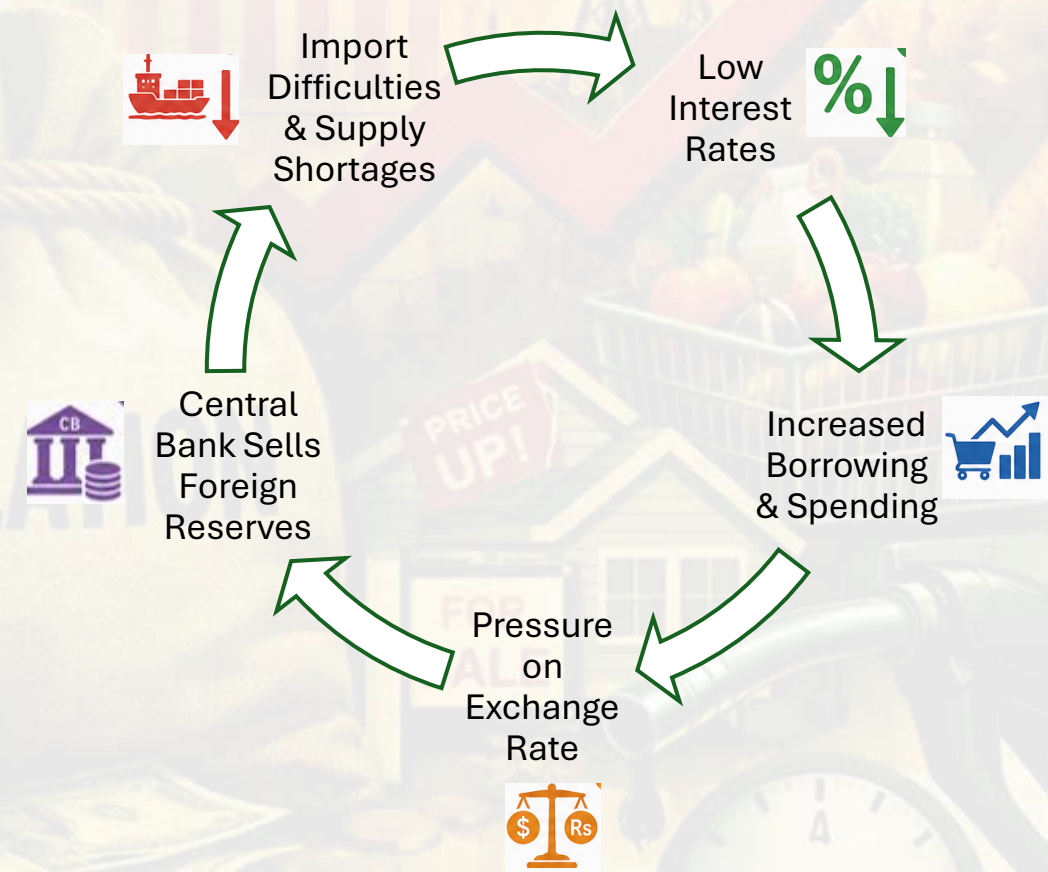 Import
Difficulties
& Supply
Shortages
Low
Interest
Rates
%
Increased
Borrowing
& Spending
Pressure
on
Exchange
Rate
$ Rs
Central
Bank Sells
Foreign
Reserves
CB
PRICE
UP!
FOR
ALE